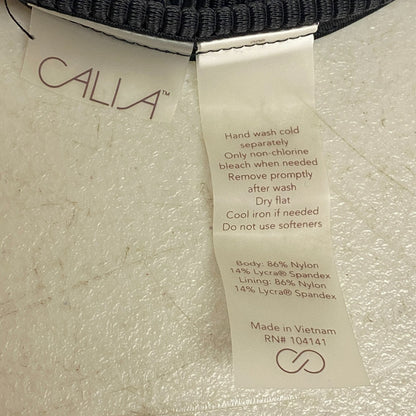 CALIA™
Hand wash cold
separately
Only non-chlorine
bleach when needed
Remove promptly
after wash
Dry flat
Cool iron if needed
Do not use softeners
Body: 86% Nylon
14% Lycra® Spandex
Lining: 86% Nylon
14% Lycra® Spandex
Made in Vietnam
RN# 104141